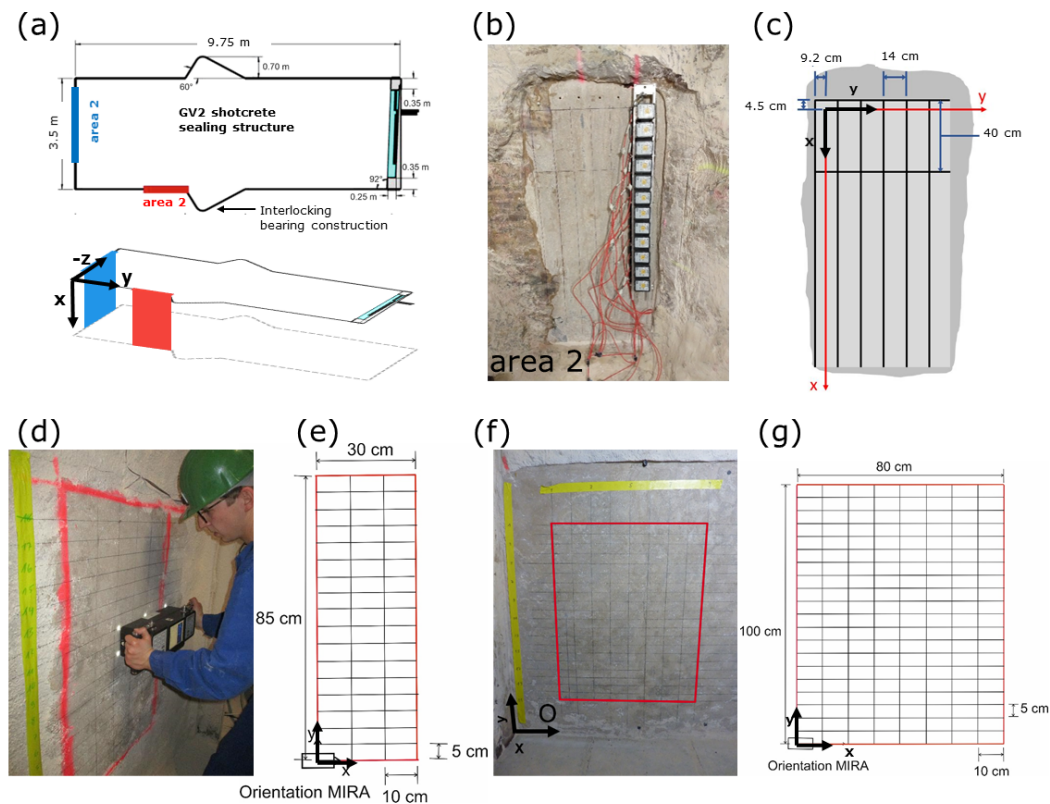 (a)
9.75 m
0.70 m
60°
3.5 m
area 2
GV2 shotcrete
sealing structure
0.35 m
0.35 m
92°
0.25 m
area 2
Interlocking
bearing construction
-z
y
x
(b)
area 2
(c)
9.2 cm
14 cm
4.5 cm
y
y
x
40 cm
x
(d)
(e)
30 cm
85 cm
y
x
5 cm
Orientation MIRA
10 cm
(f)
y
x
O
(g)
80 cm
100 cm
5 cm
y
x
Orientation MIRA
10 cm